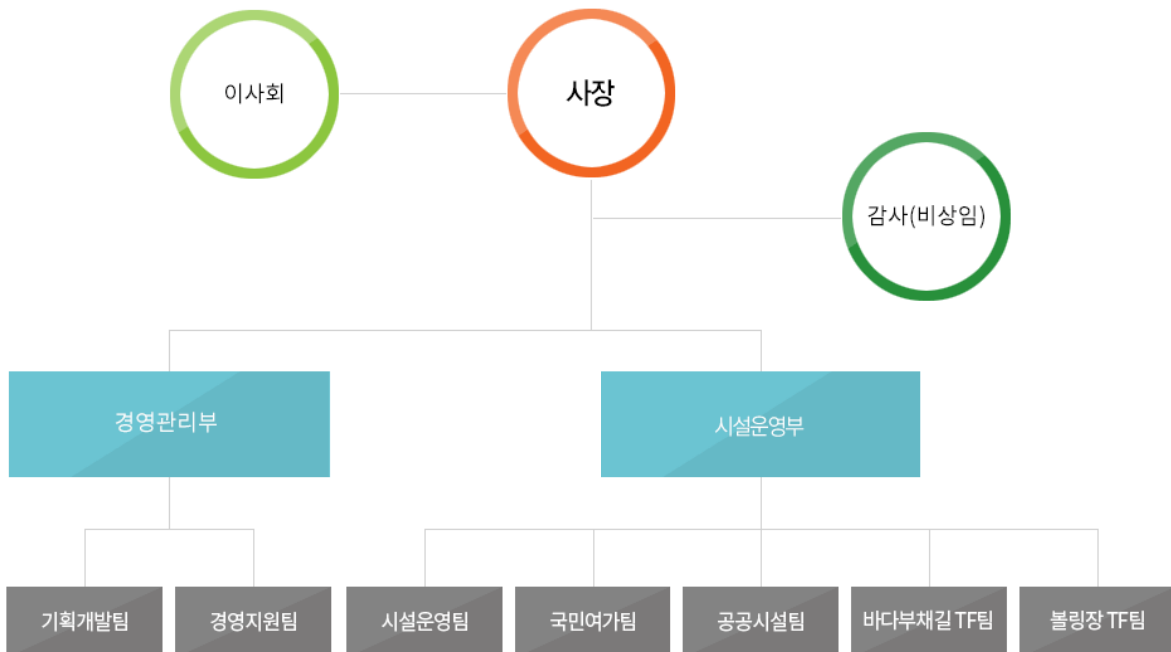 이사회
사장
감사(비상임)
경영관리부
시설운영부
기획개발팀
경영지원팀
시설운영팀
국민여가팀
공공시설팀
바다부채길 TF팀
볼링장 TF팀